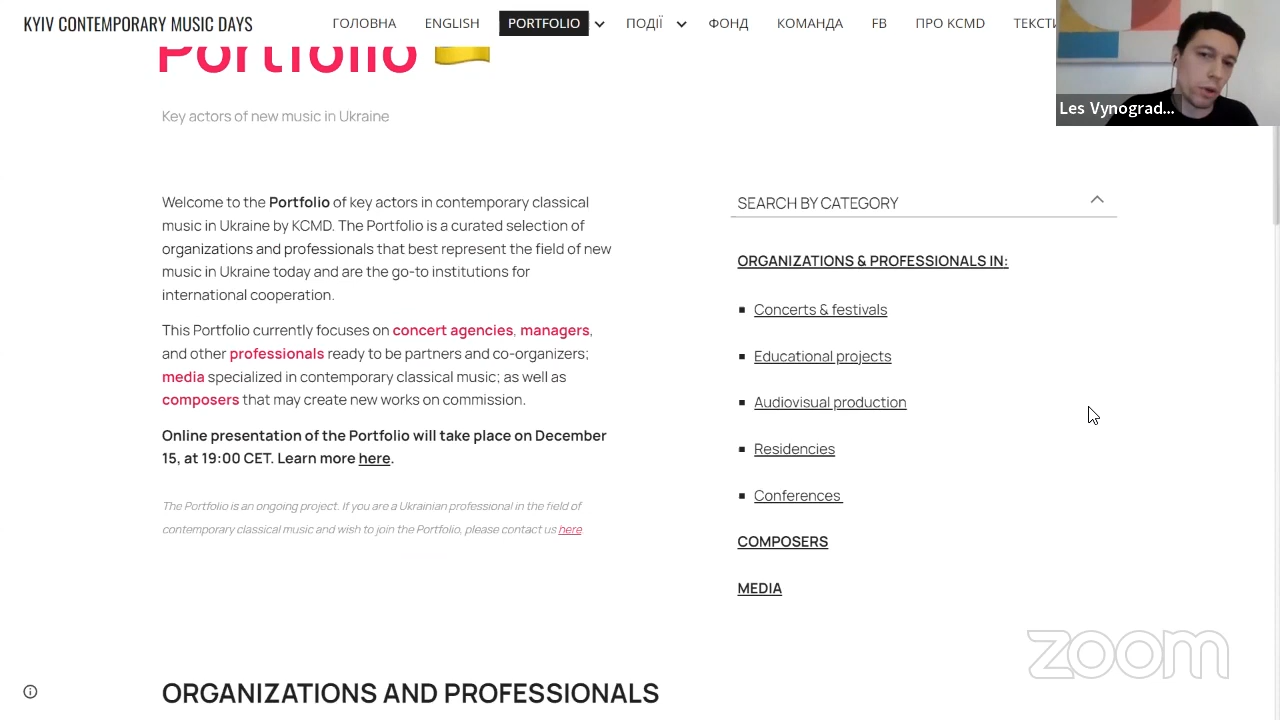 KYIV CONTEMPORARY MUSIC DAYS
ГОЛОВНА ENGLISH PORTFOLIO ПОДІЇ ФОНД КОМАНДА FB ПРО KCMD ТЕКСТИ
Portfolio
Les Vynograd...
Key actors of new music in Ukraine
Welcome to the Portfolio of key actors in contemporary classical
music in Ukraine by KCMD. The Portfolio is a curated selection of
organizations and professionals that best represent the field of new
music in Ukraine today and are the go-to institutions for
international cooperation.
This Portfolio currently focuses on concert agencies, managers,
and other professionals ready to be partners and co-organizers;
media specialized in contemporary classical music; as well as
composers that may create new works on commission.
Online presentation of the Portfolio will take place on December
15, at 19:00 CET. Learn more here.
The Portfolio is an ongoing project. If you are a Ukrainian professional in the field of
contemporary classical music and wish to join the Portfolio, please contact us here
SEARCH BY CATEGORY
ORGANIZATIONS & PROFESSIONALS IN:
Concerts & festivals
Educational projects
Audiovisual production
Residencies
Conferences
COMPOSERS
MEDIA
zoom
ORGANIZATIONS AND PROFESSIONALS